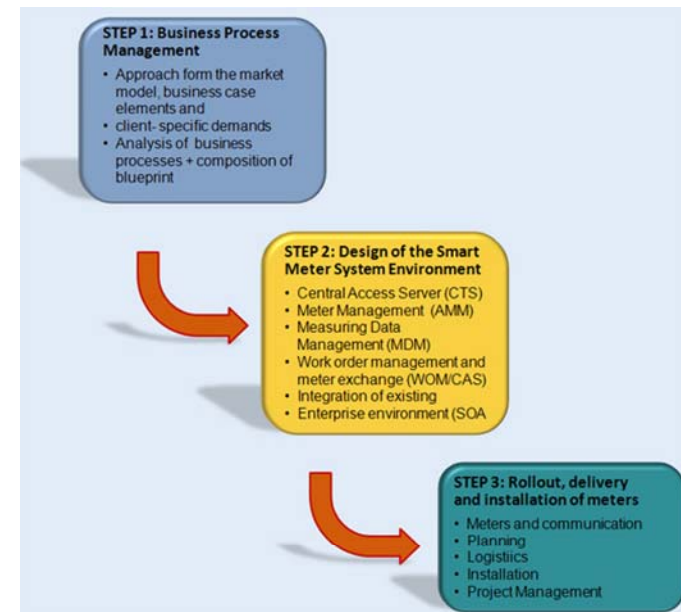 STEP 1: Business Process
Management
• Approach form the market
model, business case
elements and
• client- specific demands
• Analysis of business
processes + composition of
blueprint
STEP 2: Design of the Smart
Meter System Environment
• Central Access Server (CTS)
• Meter Management (AMM)
• Measuring Data
Management (MDM)
• Work order management and
meter exchange (WOM/CAS)
• Integration of existing
• Enterprise environment (SOA
STEP 3: Rollout, delivery
and installation of meters
• Meters and communication
• Planning
• Logistiics
• Installation
• Project Management